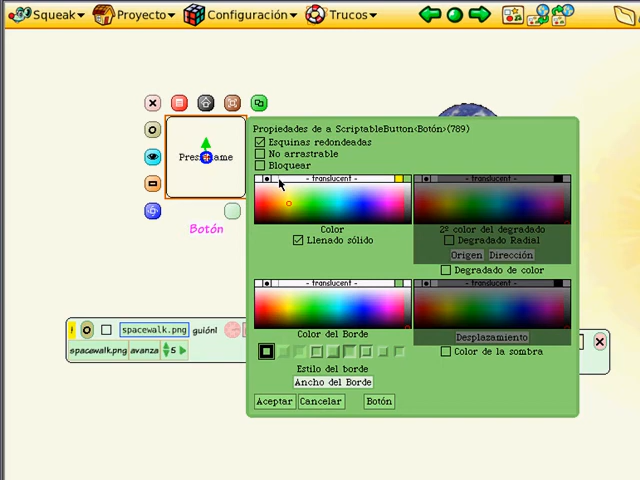 Squeak
Proyecto
Configuración
Trucos
Press me
Botón
Propiedades de a ScriptableButton<Botón>(789)
Esquinas redondeadas
No arrastrable
Bloquear
- translucent -
- translucent -
Color
Llenado sólido
2º color del degradado
Degradado Radial
Origen
Dirección
Degradado de color
- translucent -
- translucent -
Color del Borde
Desplazamiento
Color de la sombra
Estilo del borde
Ancho del Borde
Aceptar
Cancelar
Botón
! spacewalk.png guión1
spacewalk.png avanza 5